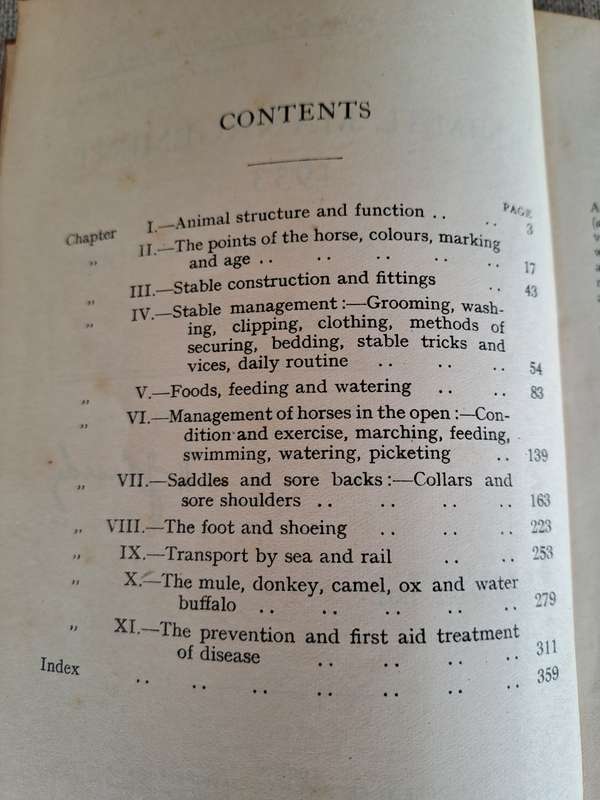 CONTENTS
PAGE
Chapter I.—Animal structure and function .. .. 3
„ II.—The points of the horse, colours, marking
and age .. .. .. .. .. 17
„ III.—Stable construction and fittings .. 43
„ IV.—Stable management :—Grooming, wash-
ing, clipping, clothing, methods of
securing, bedding, stable tricks and
vices, daily routine .. .. .. 54
„ V.—Foods, feeding and watering .. .. 83
„ VI.—Management of horses in the open :—Con-
dition and exercise, marching, feeding,
swimming, watering, picketing .. 139
„ VII.—Saddles and sore backs :—Collars and
sore shoulders .. .. .. .. 163
„ VIII.—The foot and shoeing .. .. .. 223
„ IX.—Transport by sea and rail .. .. 253
„ X.—The mule, donkey, camel, ox and water
buffalo .. .. .. .. .. 279
„ XI.—The prevention and first aid treatment
of disease .. .. .. .. 311
Index .. .. .. .. .. .. .. 359